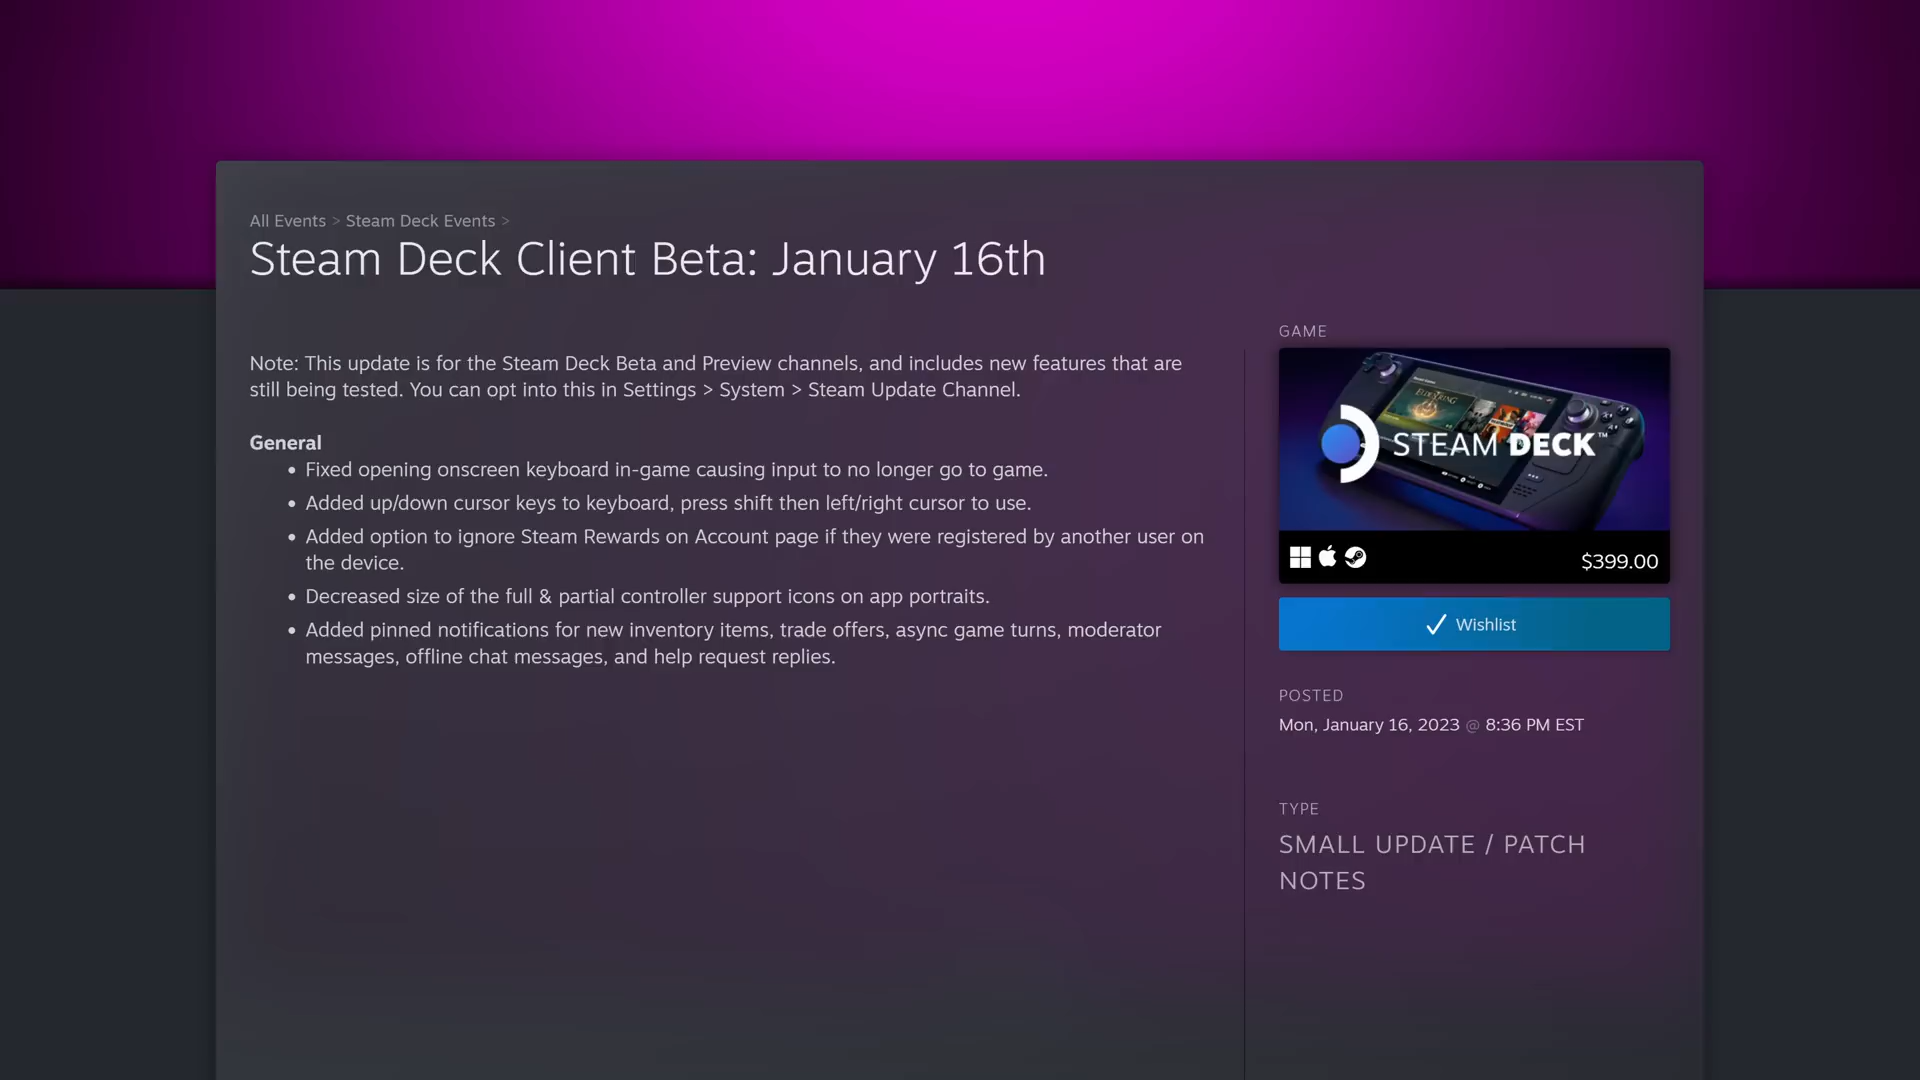 All Events > Steam Deck Events >
Steam Deck Client Beta: January 16th
Note: This update is for the Steam Deck Beta and Preview channels, and includes new features that are
still being tested. You can opt into this in Settings > System > Steam Update Channel.
General
• Fixed opening onscreen keyboard in-game causing input to no longer go to game.
• Added up/down cursor keys to keyboard, press shift then left/right cursor to use.
• Added option to ignore Steam Rewards on Account page if they were registered by another user on
the device.
• Decreased size of the full & partial controller support icons on app portraits.
• Added pinned notifications for new inventory items, trade offers, async game turns, moderator
messages, offline chat messages, and help request replies.
GAME
ELDEN RING
STEAM DECK™
$399.00
Wishlist
POSTED
Mon, January 16, 2023 @ 8:36 PM EST
TYPE
SMALL UPDATE / PATCH
NOTES